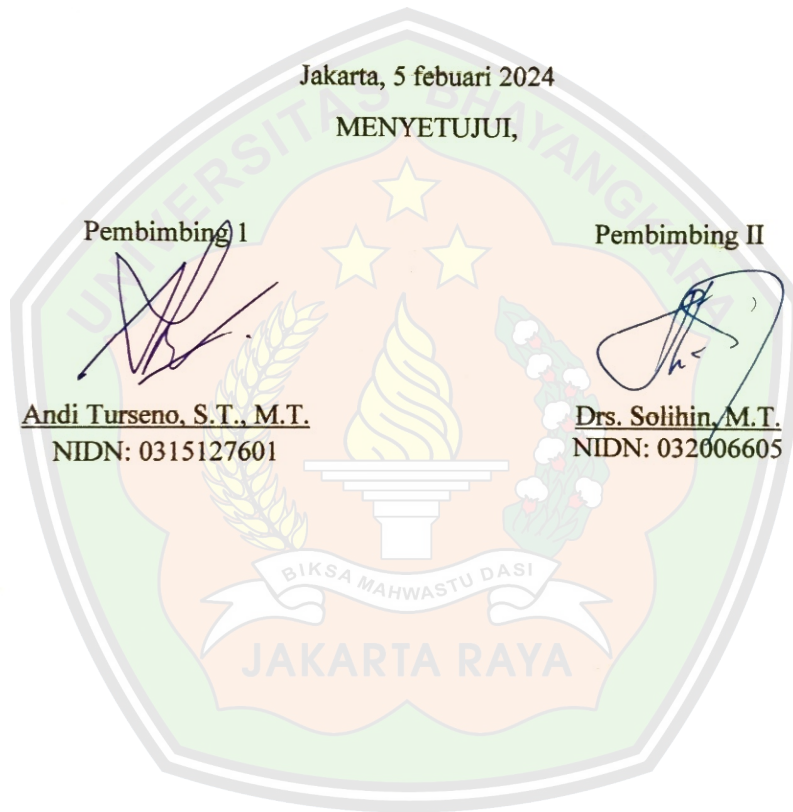 Jakarta, 5 febuari 2024
MENYETUJUI,
Pembimbing 1
Pembimbing II
Andi Turseno, S.T., M.T.
NIDN: 0315127601
Drs. Solihin, M.T.
NIDN: 032006605
UNIVERSITAS BHAYANGKARA
BIKSA MAHWASTU DASI
JAKARTA RAYA